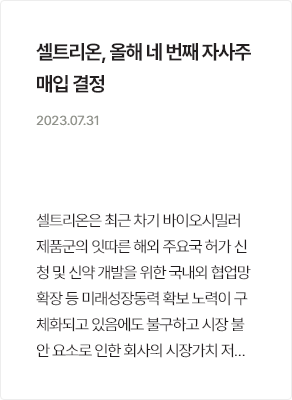 셀트리온, 올해 네 번째 자사주
매입 결정
2023.07.31
셀트리온은 최근 차기 바이오시밀러
제품군의 잇따른 해외 주요국 허가 신
청 및 신약 개발을 위한 국내외 협업망
확장 등 미래성장동력 확보 노력이 구
체화되고 있음에도 불구하고 시장 불
안 요소로 인한 회사의 시장가치 저...